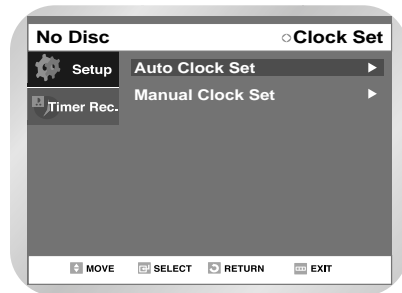 No Disc Clock Set
Setup Auto Clock Set
Manual Clock Set
Timer Rec.
MOVE SELECT RETURN EXIT